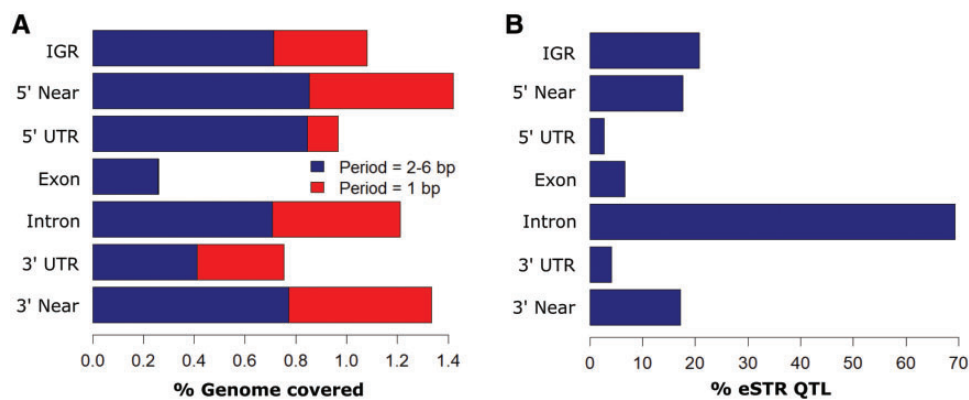 A
IGR
5' Near
5' UTR
Exon
Intron
3' UTR
3' Near
Period = 2-6 bp
Period = 1 bp
0.0 0.2 0.4 0.6 0.8 1.0 1.2 1.4
% Genome covered
B
IGR
5' Near
5' UTR
Exon
Intron
3' UTR
3' Near
0 10 20 30 40 50 60 70
% eSTR QTL